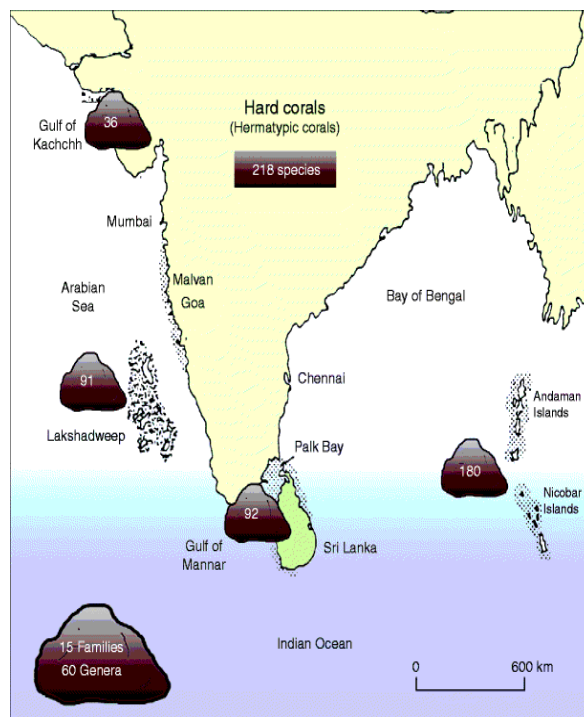 Hard corals
(Hermatypic corals)
218 species
36
Gulf of
Kachchh
Mumbai
Malvan
Goa
Arabian
Sea
Bay of Bengal
91
Lakshadweep
Chennai
Andaman
Islands
Palk Bay
180
Nicobar
Islands
92
Gulf of
Mannar
Sri Lanka
15 Families
60 Genera
Indian Ocean
0 600 km